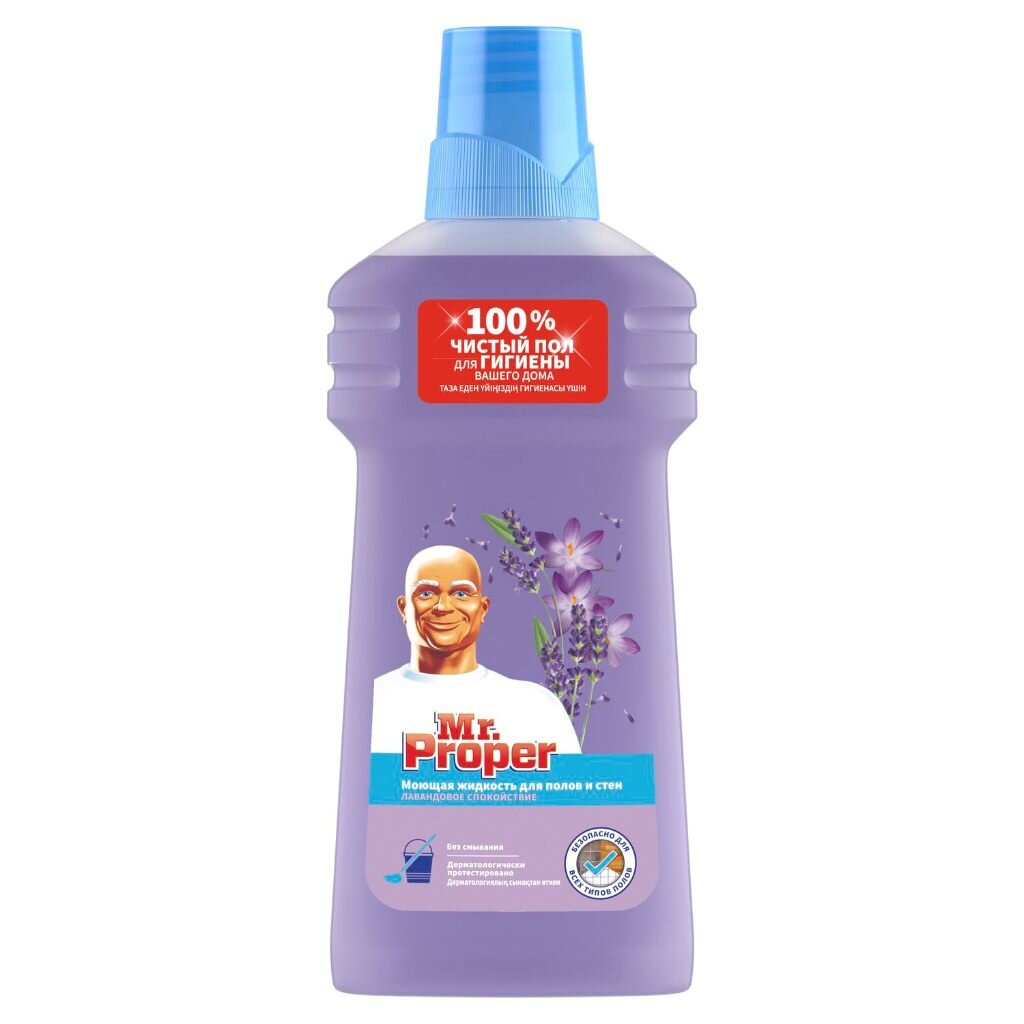 100%
ЧИСТЫЙ ПОЛ
для ГИГИЕНЫ
ВАШЕГО ДОМА
ТАЗА ЕДЕН ҮЙІҢІЗДІҢ ГИГИЕНАСЫ ҮШІН
Mr.
Proper
Моющая жидкость для полов и стен
ЛАВАНДОВОЕ СПОКОЙСТВИЕ
Без смывания
Дерматологически
протестировано
Дерматологиялық сынақтан өткен
БЕЗОПАСНО ДЛЯ
ВСЕХ ТИПОВ ПОЛОВ